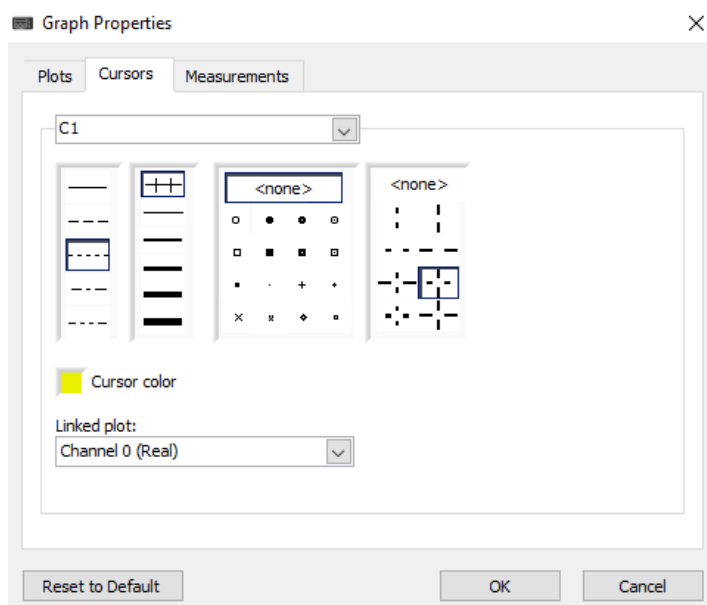 Graph Properties
Plots Cursors Measurements
C1
<none> <none>
Cursor color
Linked plot:
Channel 0 (Real)
Reset to Default OK Cancel